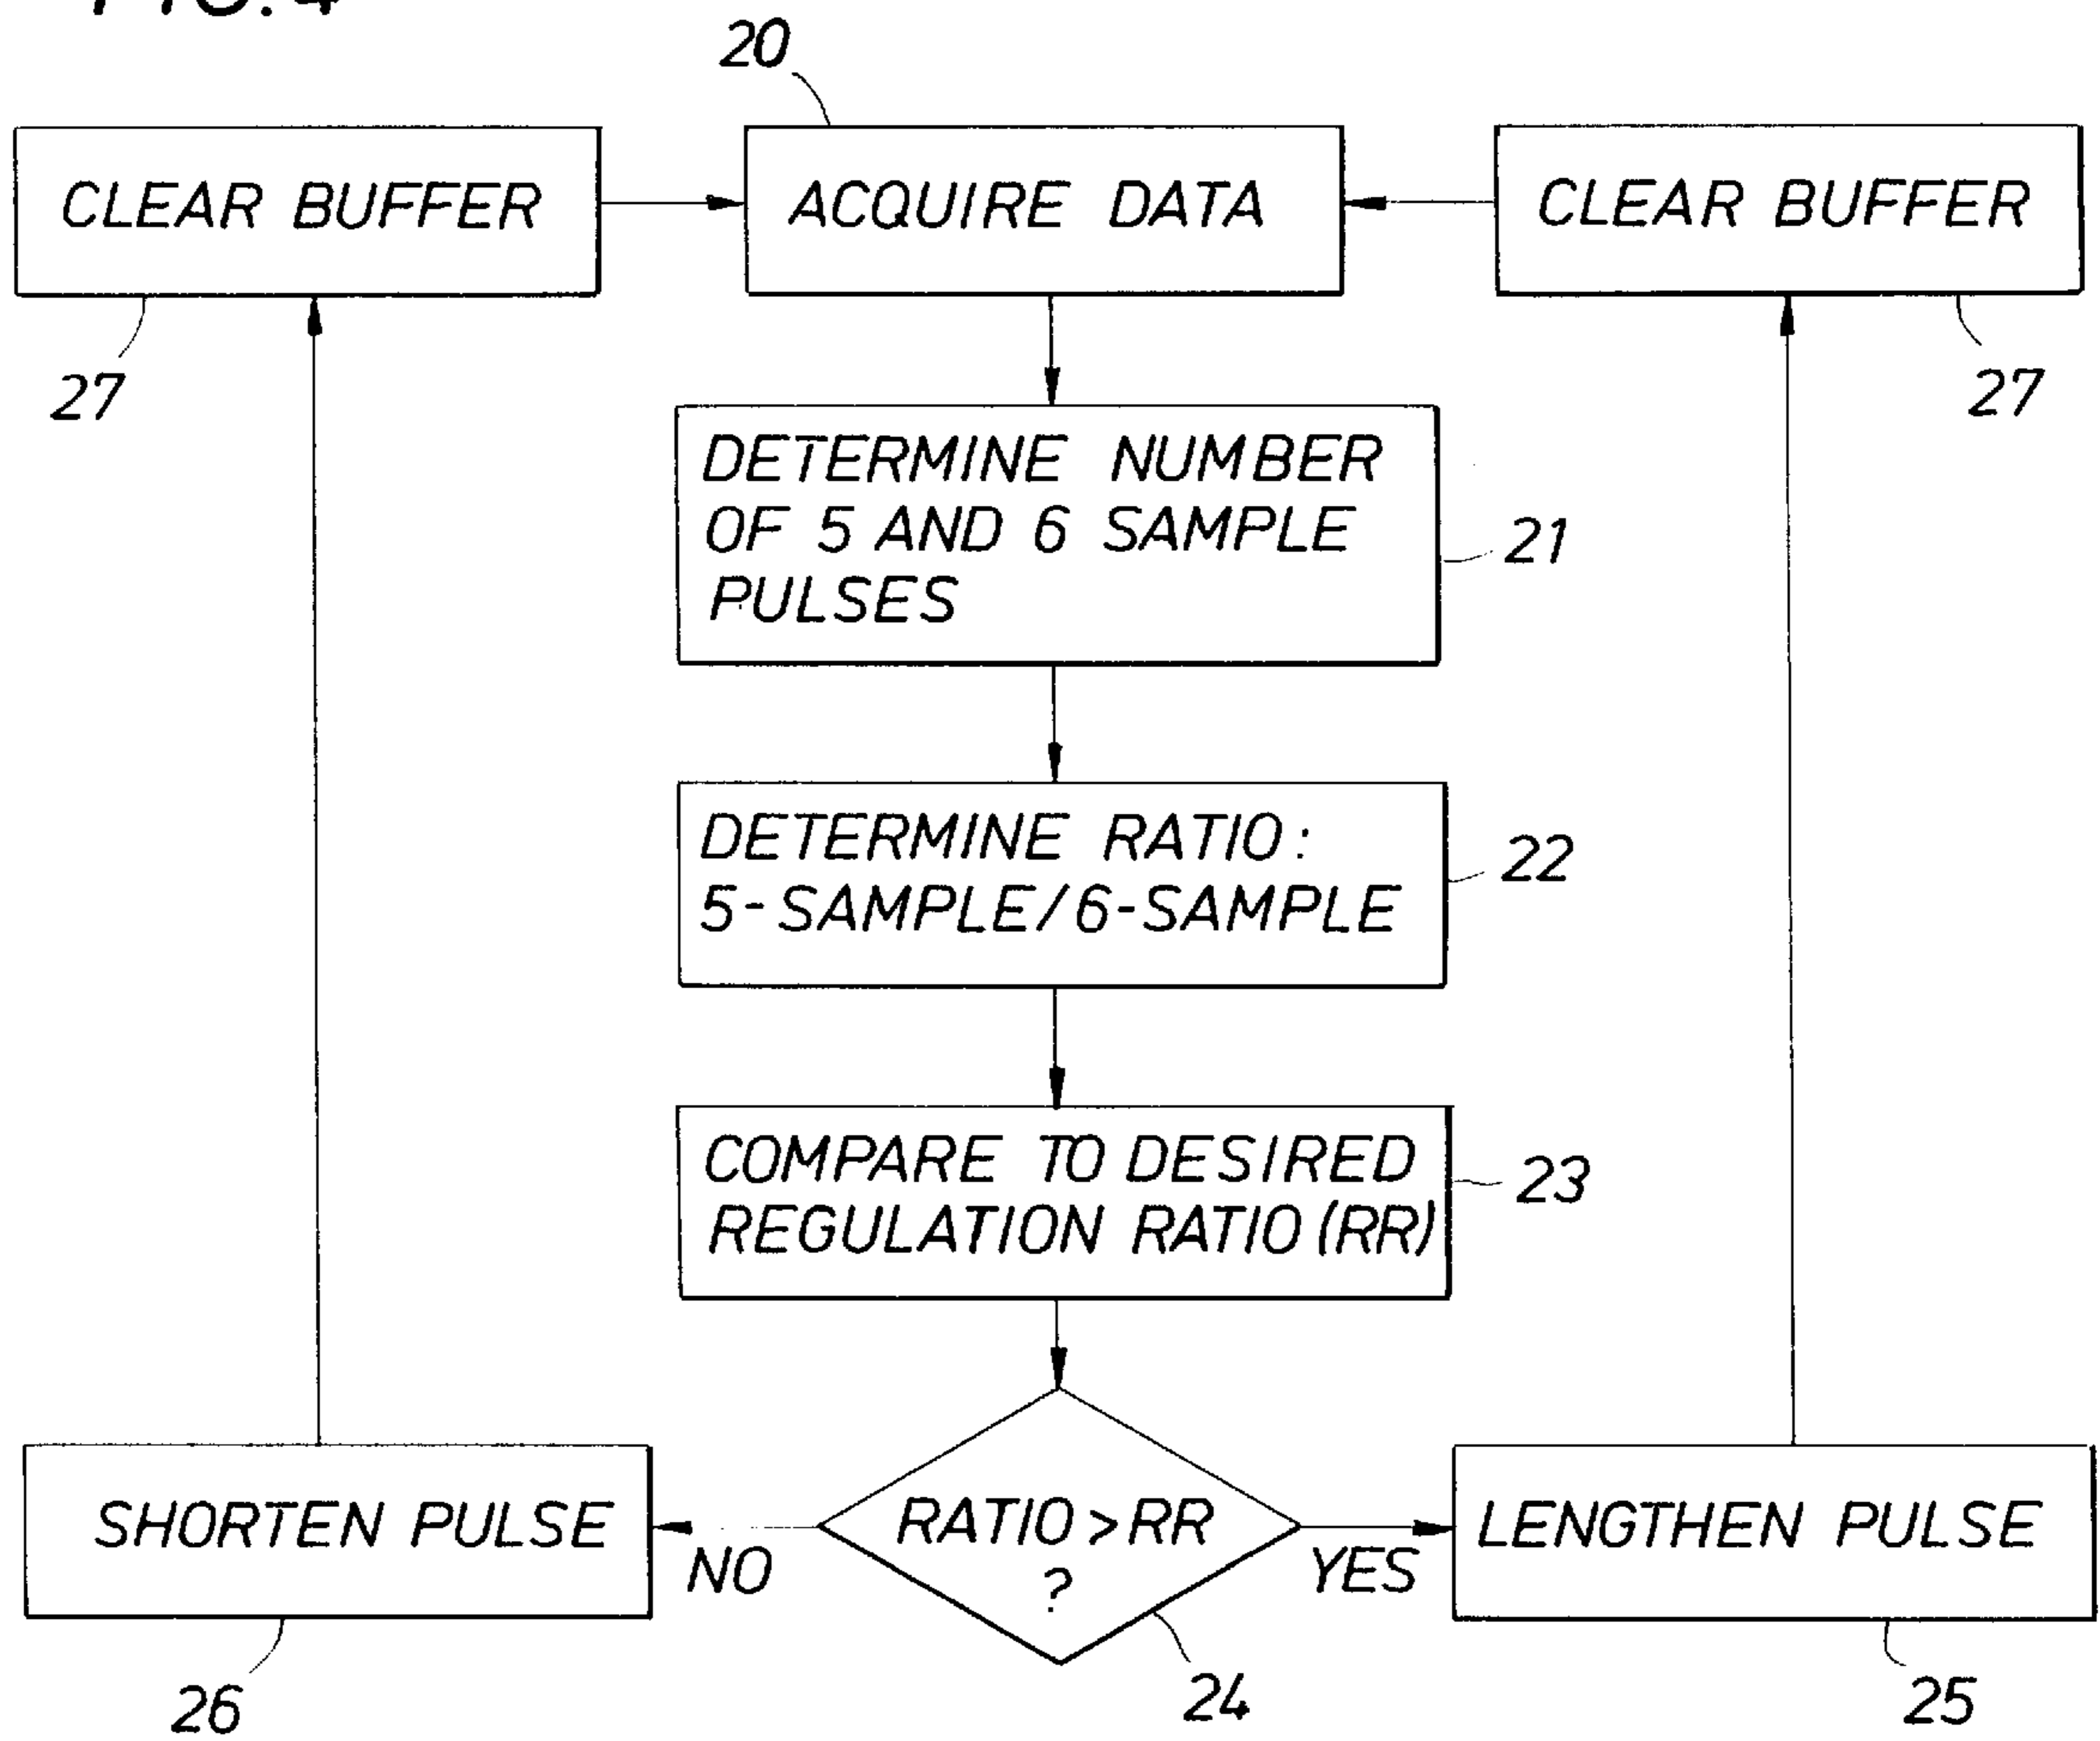 FIG. 4
20
CLEAR BUFFER
ACQUIRE DATA
CLEAR BUFFER
27
27
DETERMINE NUMBER
OF 5 AND 6 SAMPLE
PULSES
21
DETERMINE RATIO:
5-SAMPLE/6-SAMPLE
22
COMPARE TO DESIRED
REGULATION RATIO (RR)
23
SHORTEN PULSE
NO
RATIO > RR
?
YES
LENGTHEN PULSE
26
24
25